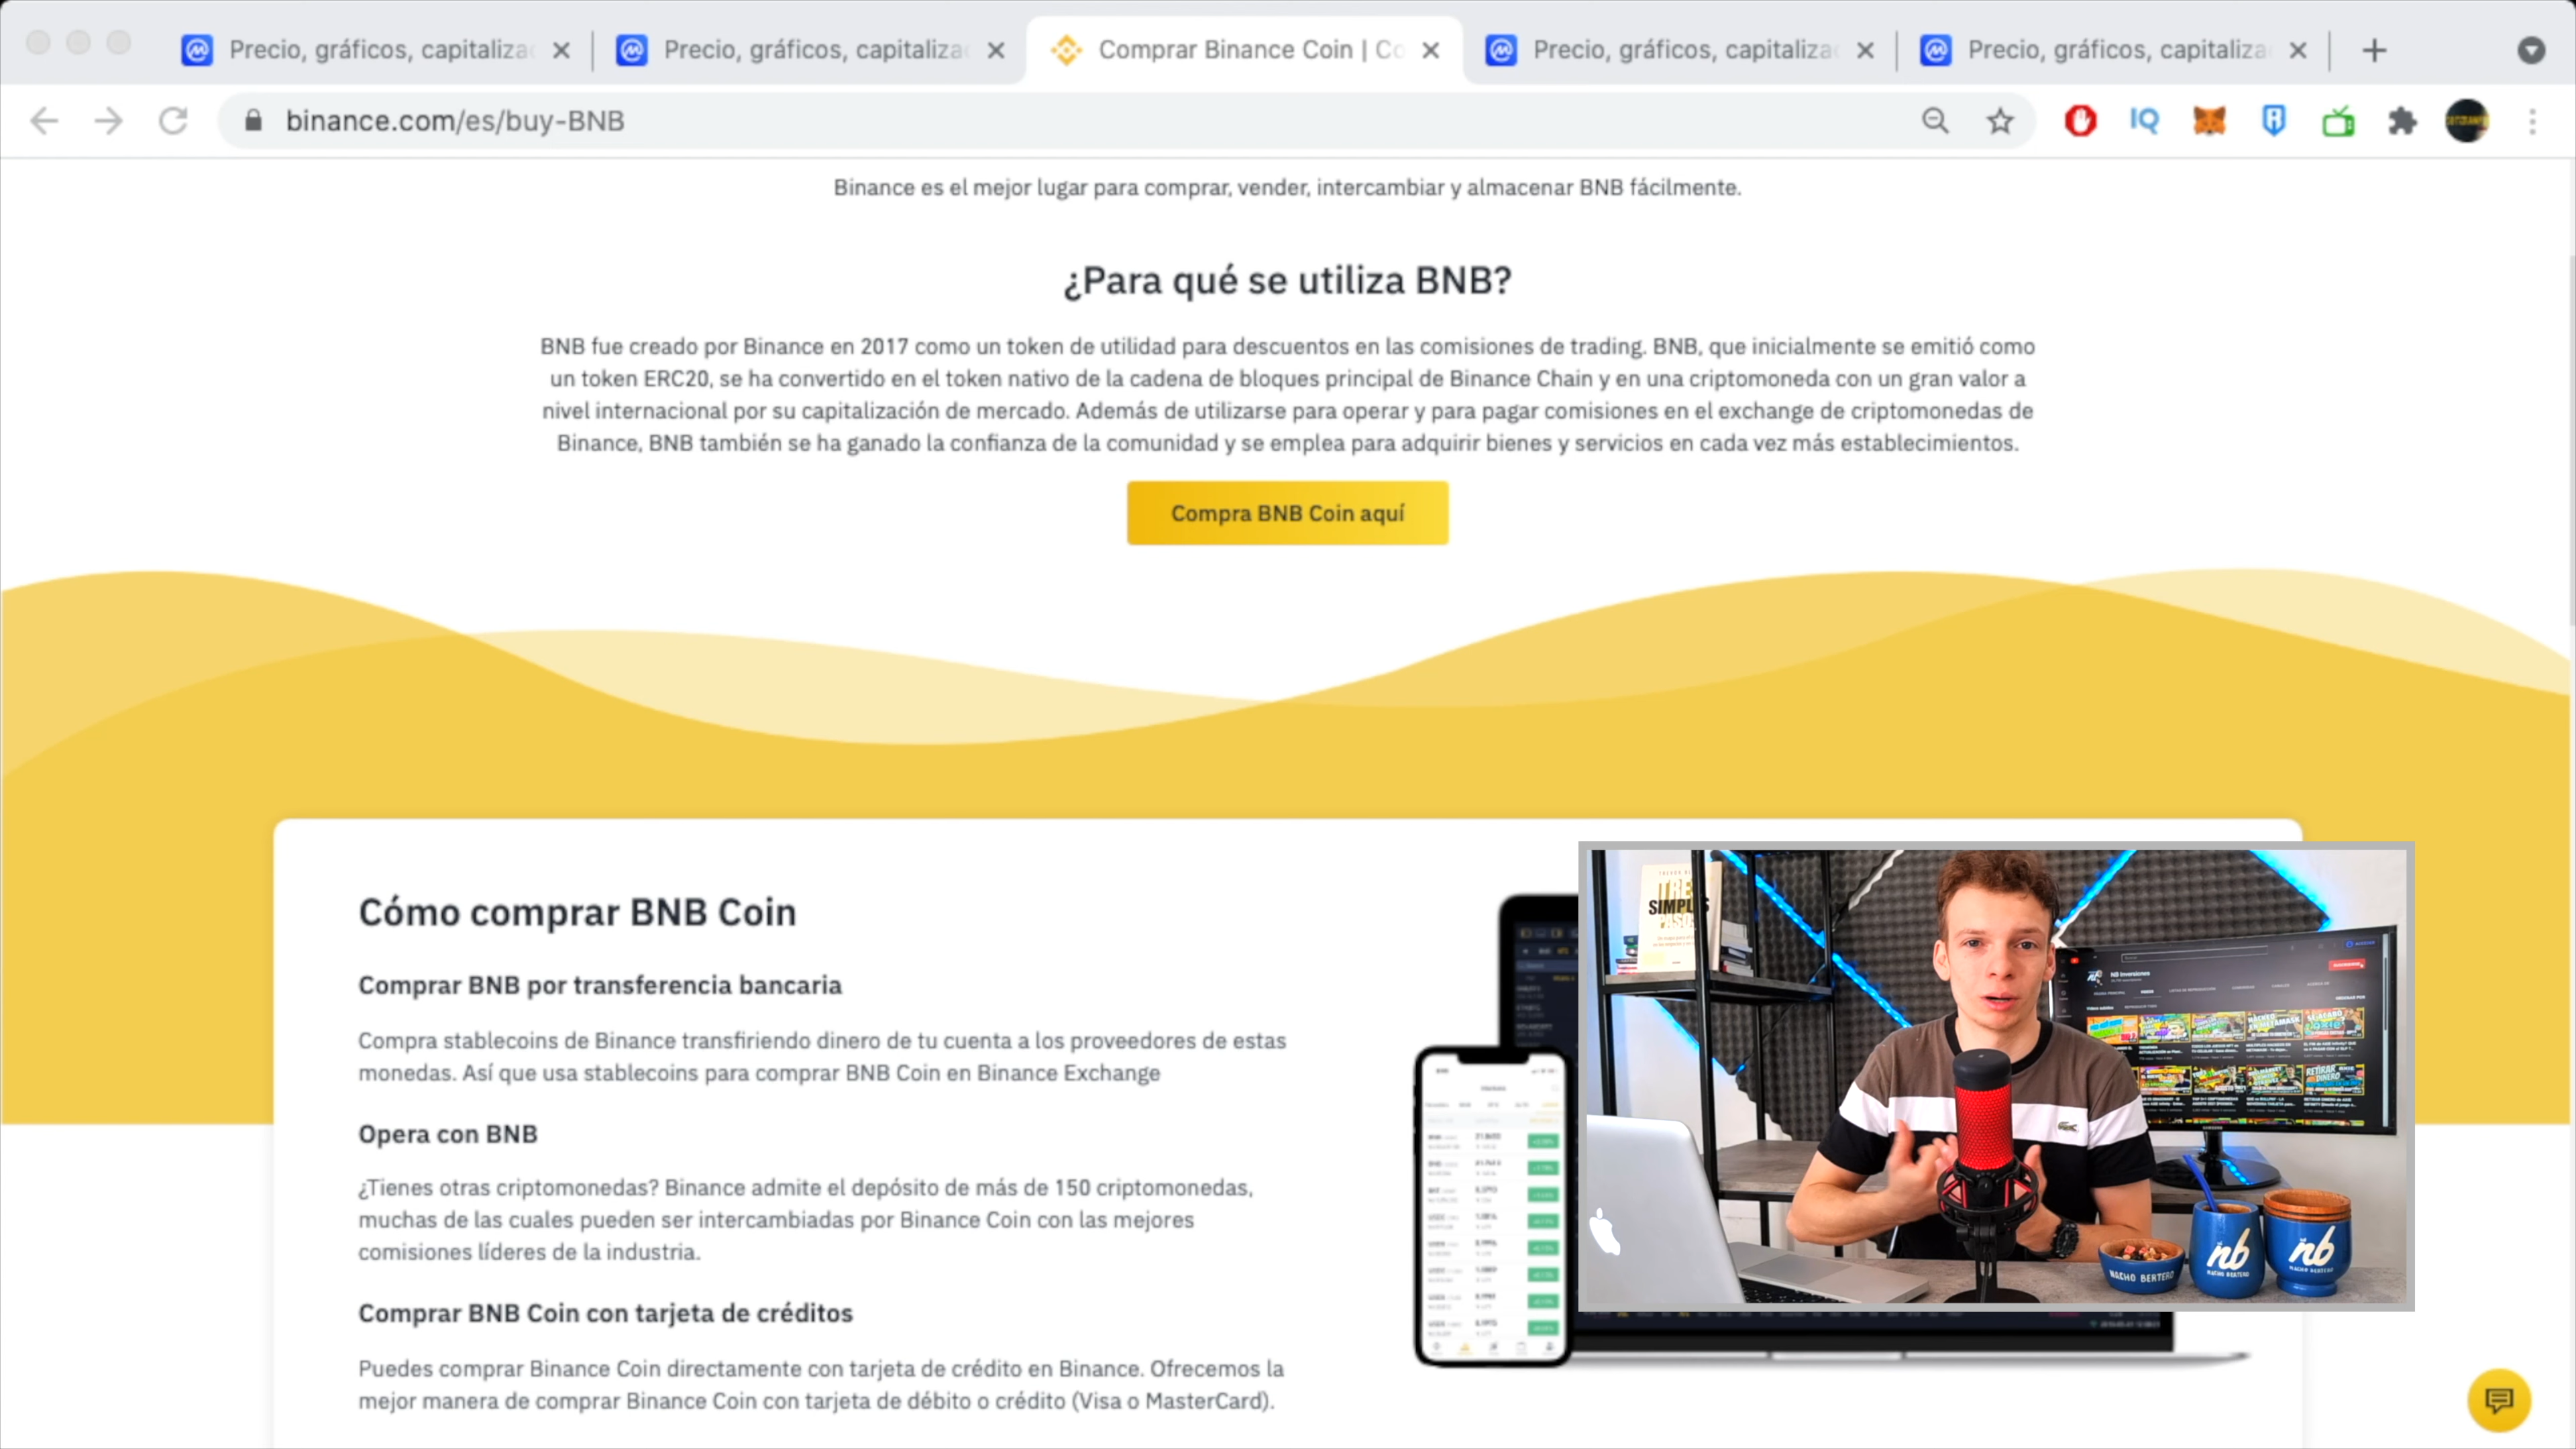 Precio, gráficos, capitaliza
Precio, gráficos, capitaliza
Comprar Binance Coin | Co
Precio, gráficos, capitaliza
Precio, gráficos, capitaliza
binance.com/es/buy-BNB
IQ
Binance es el mejor lugar para comprar, vender, intercambiar y almacenar BNB fácilmente.
¿Para qué se utiliza BNB?
BNB fue creado por Binance en 2017 como un token de utilidad para descuentos en las comisiones de trading. BNB, que inicialmente se emitió como
un token ERC20, se ha convertido en el token nativo de la cadena de bloques principal de Binance Chain y en una criptomoneda con un gran valor a
nivel internacional por su capitalización de mercado. Además de utilizarse para operar y para pagar comisiones en el exchange de criptomonedas de
Binance, BNB también se ha ganado la confianza de la comunidad y se emplea para adquirir bienes y servicios en cada vez más establecimientos.
Compra BNB Coin aquí
Cómo comprar BNB Coin
Comprar BNB por transferencia bancaria
Compra stablecoins de Binance transfiriendo dinero de tu cuenta a los proveedores de estas
monedas. Así que usa stablecoins para comprar BNB Coin en Binance Exchange
Opera con BNB
¿Tienes otras criptomonedas? Binance admite el depósito de más de 150 criptomonedas,
muchas de las cuales pueden ser intercambiadas por Binance Coin con las mejores
comisiones líderes de la industria.
Comprar BNB Coin con tarjeta de créditos
Puedes comprar Binance Coin directamente con tarjeta de crédito en Binance. Ofrecemos la
mejor manera de comprar Binance Coin con tarjeta de débito o crédito (Visa o MasterCard).
NB Inversiones
NACHO BERTERO
nb
NACHO BERTERO
nb
NACHO BERTERO